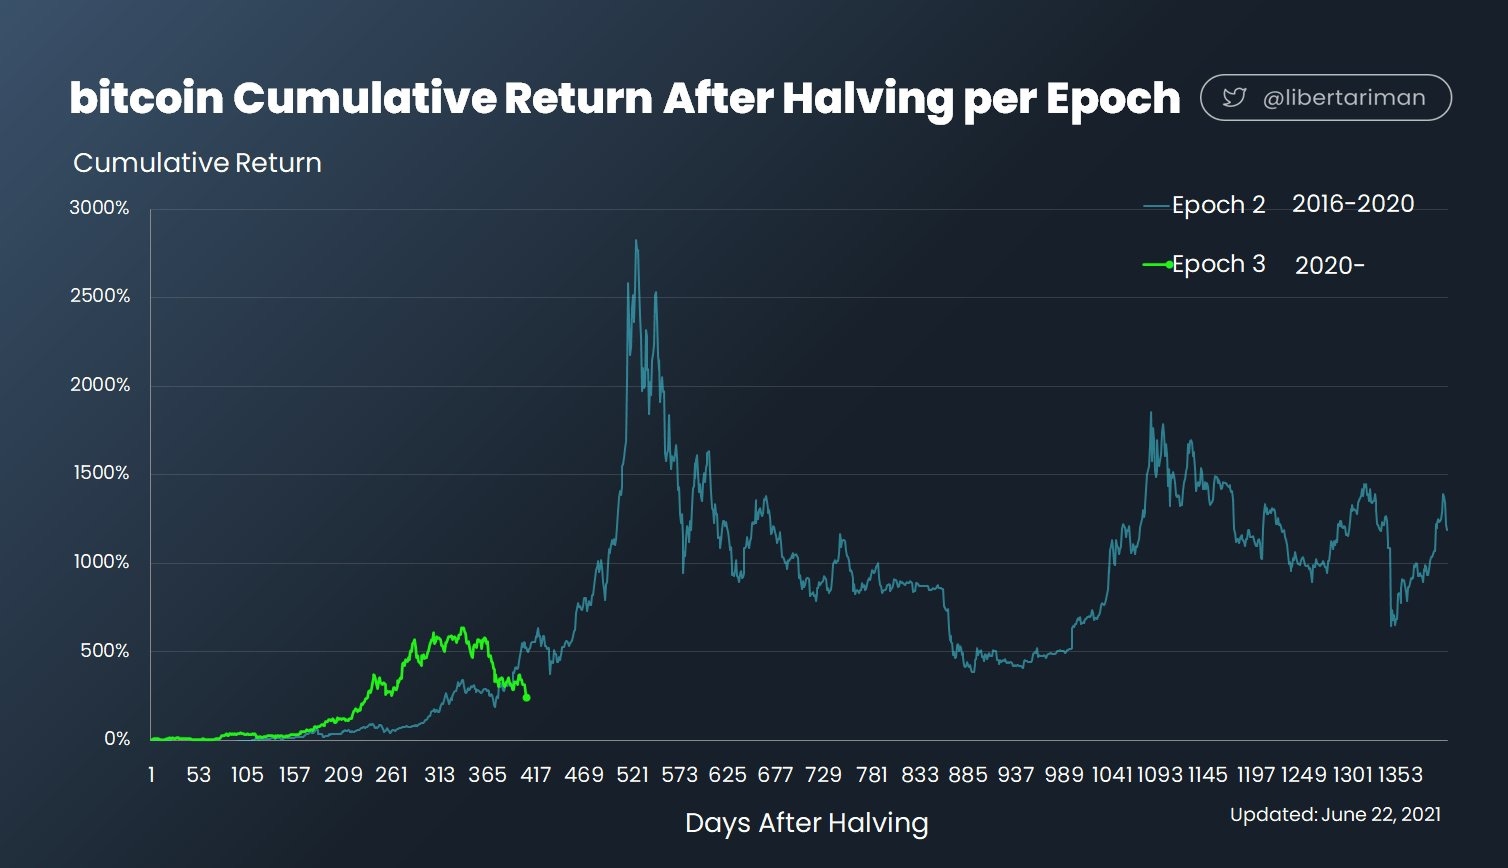 bitcoin Cumulative Return After Halving per Epoch
@libertariman
Cumulative Return
Epoch 2 2016-2020
Epoch 3 2020-
3000%
2500%
2000%
1500%
1000%
500%
0%
1 53 105 157 209 261 313 365 417 469 521 573 625 677 729 781 833 885 937 989 1041 1093 1145 1197 1249 1301 1353
Days After Halving
Updated: June 22, 2021